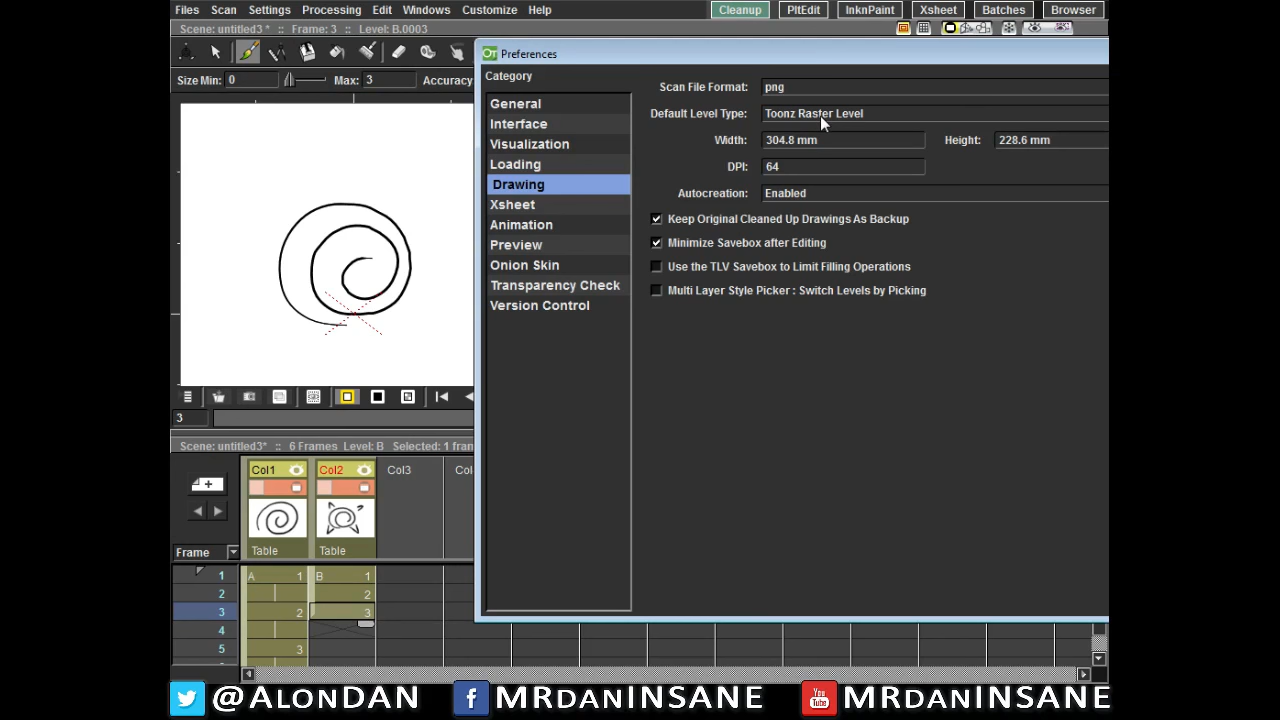 Files Scan Settings Processing Edit Windows Customize Help Cleanup PltEdit InknPaint Xsheet Batches Browser
Scene: untitled3 * :: Frame: 3 :: Level: B.0003
Size Min: 0 Max: 3 Accuracy
OT Preferences
Category
General
Interface
Visualization
Loading
Drawing
Xsheet
Animation
Preview
Onion Skin
Transparency Check
Version Control
Scan File Format: png
Default Level Type: Toonz Raster Level
Width: 304.8 mm Height: 228.6 mm
DPI: 64
Autocreation: Enabled
Keep Original Cleaned Up Drawings As Backup
Minimize Savebox after Editing
Use the TLV Savebox to Limit Filling Operations
Multi Layer Style Picker : Switch Levels by Picking
3
Scene: untitled3* :: 6 Frames Level: B Selected: 1 fran
Col1 Col2 Col3 Col
+
Table Table
Frame
1 A 1 B 1
2 2
3 2 3
4
5 3
@AlonDAN f MRDANINSANE You Tube MRDANINSANE